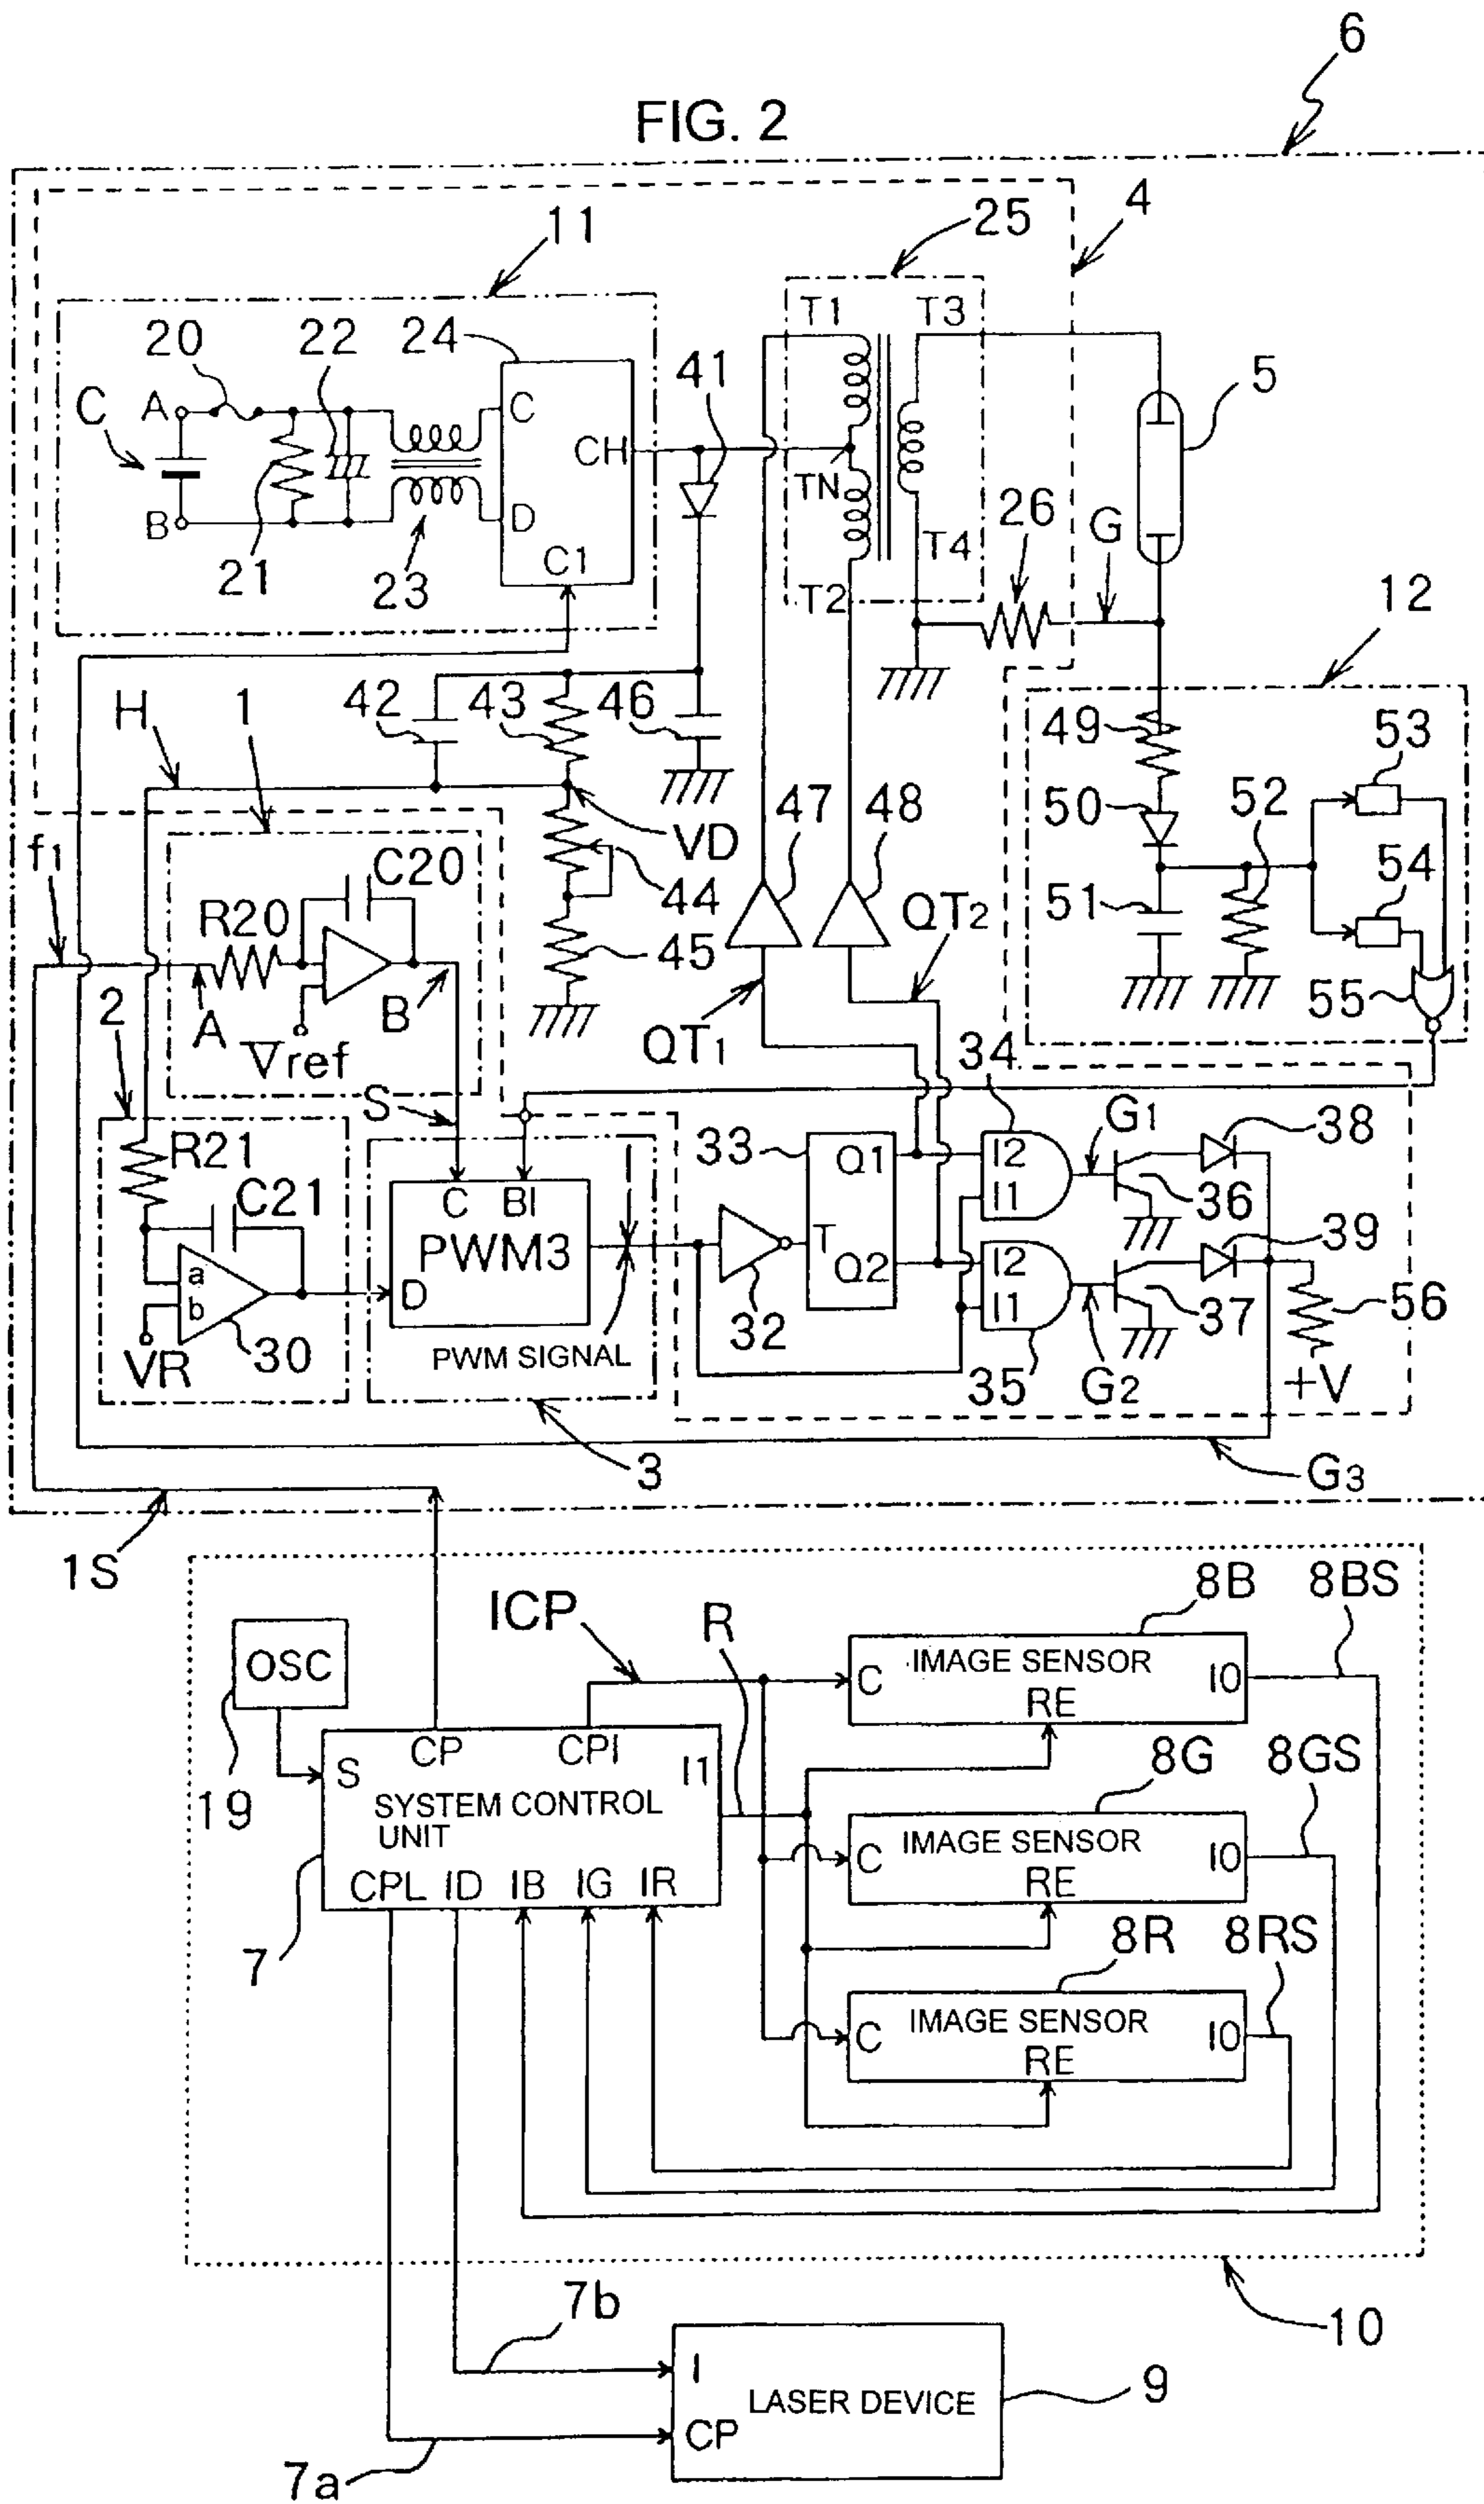 6
FIG. 2
4
25
11
T1 T3
20 22 24
41
5
C A
C
CH
TN
B
D
26 G
T4
C1
21 23
T2
12
H 1
42 43 46
49 53
50 52
47 48
VD
f1
C20
54
44
R20
51
QT2
45
B
55
2 A
Vref
QT1
34
S
G1
38
R21
33 Q1 I2
I1
C BI
C21
36
39
PWM3
T
Q2 I2
I1
a
b
D
56
32
37
VR 30
PWM SIGNAL
35 G2 +V
3
G3
1S
8B 8BS
ICP R
OSC
C IMAGE SENSOR IO
RE
CP CPI
8G 8GS
S I1
19
SYSTEM CONTROL
UNIT
C IMAGE SENSOR IO
RE
CPL ID IB IG IR
8R 8RS
7
C IMAGE SENSOR IO
RE
7b
10
I
LASER DEVICE 9
CP
7a